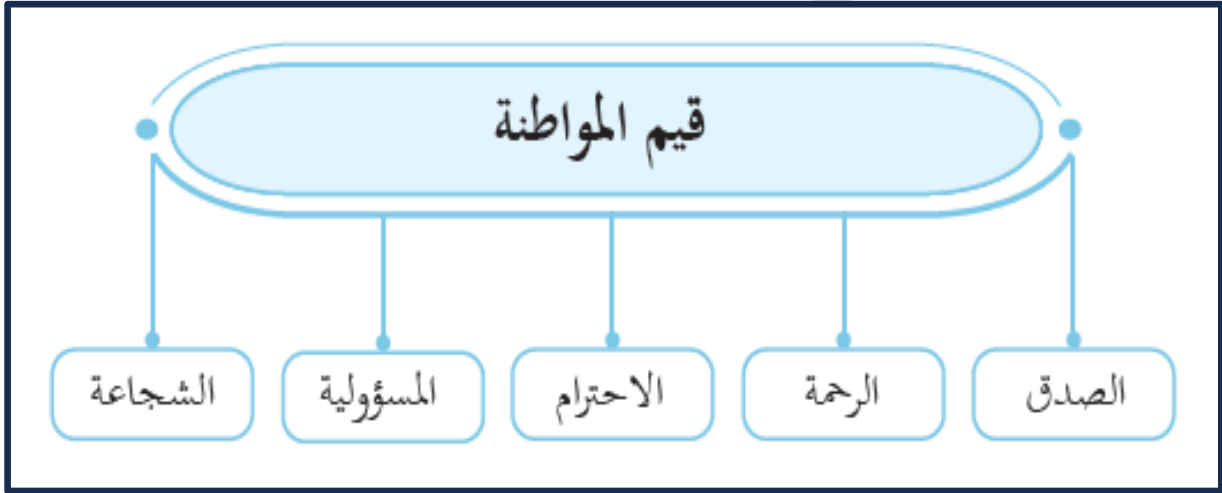 قيم المواطنة
الصدق
الرحمة
الاحترام
المسؤولية
الشجاعة